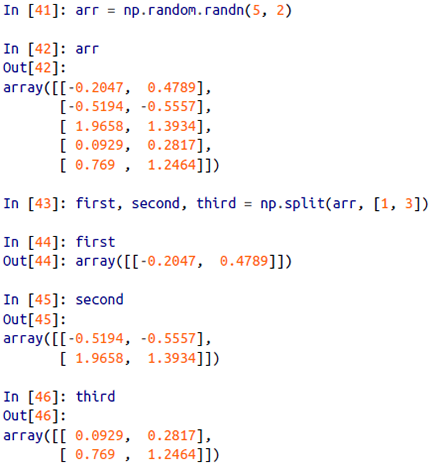 In [41]: arr = np.random.randn(5, 2)
In [42]: arr
Out[42]:
array([[-0.2047,  0.4789],
       [-0.5194, -0.5557],
       [ 1.9658,  1.3934],
       [ 0.0929,  0.2817],
       [ 0.769 ,  1.2464]])
In [43]: first, second, third = np.split(arr, [1, 3])
In [44]: first
Out[44]: array([[-0.2047,  0.4789]])
In [45]: second
Out[45]:
array([[-0.5194, -0.5557],
       [ 1.9658,  1.3934]])
In [46]: third
Out[46]:
array([[ 0.0929,  0.2817],
       [ 0.769 ,  1.2464]])